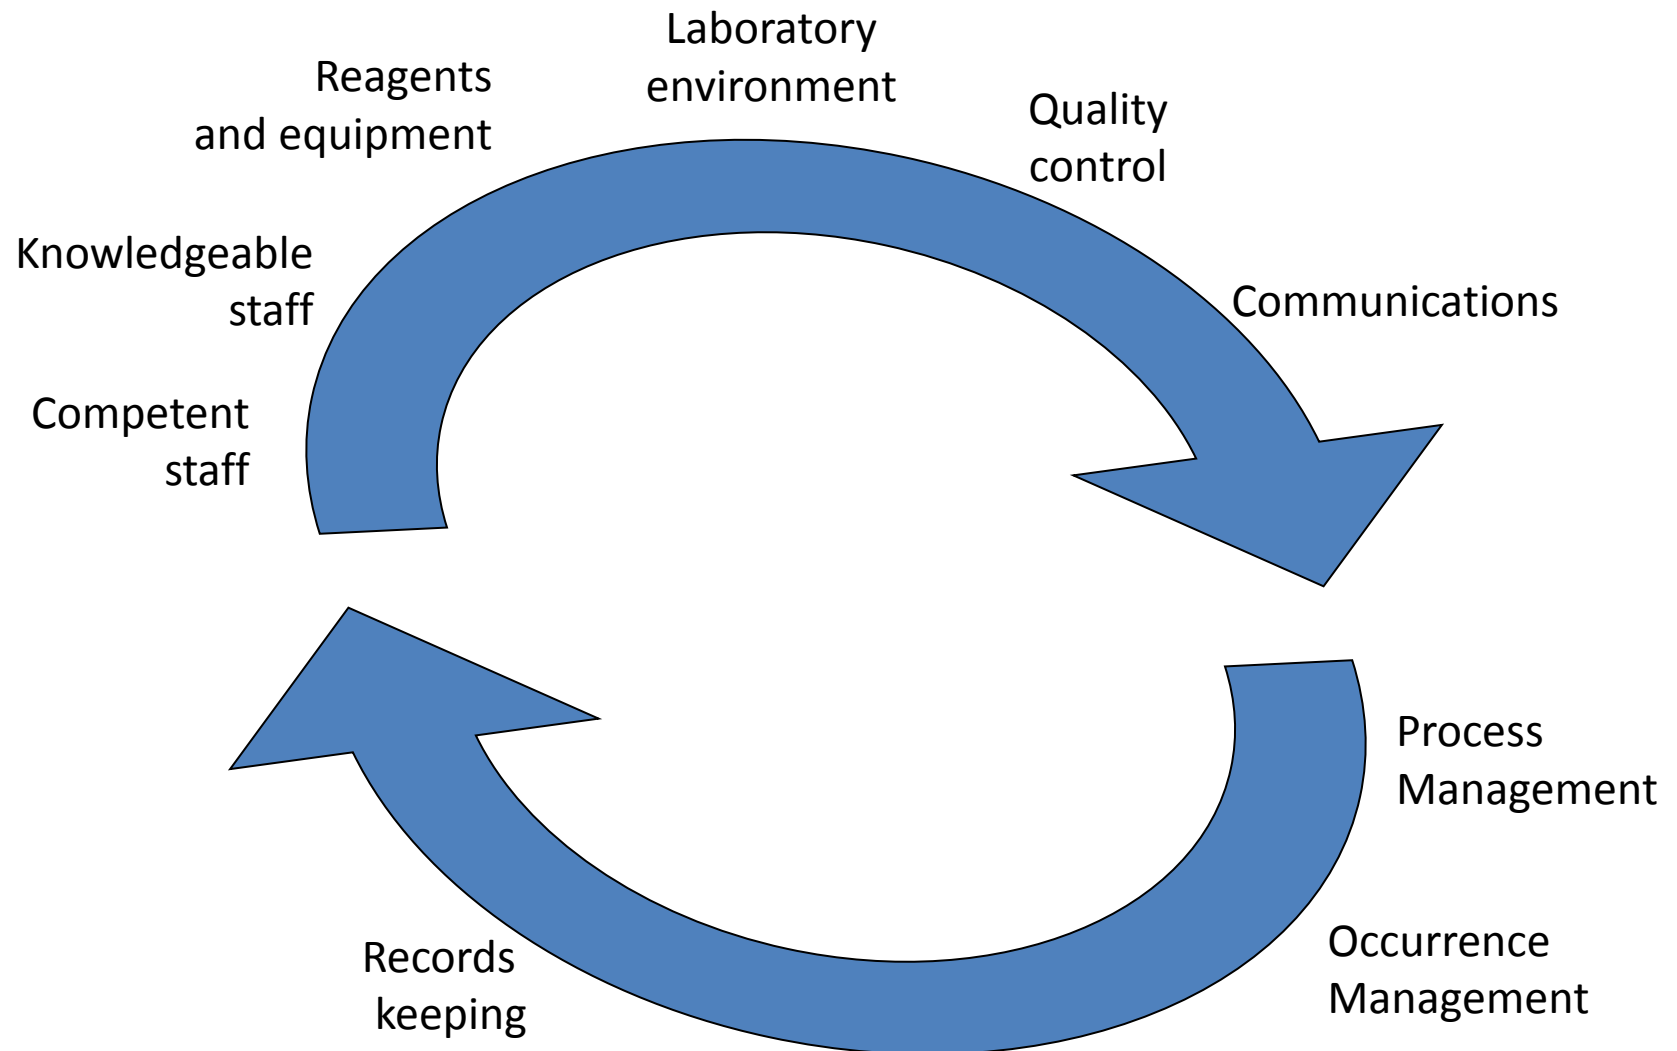 Laboratory
environment
Reagents
and equipment
Quality
control
Knowledgeable
staff
Communications
Competent
staff
Process
Management
Occurrence
Management
Records
keeping